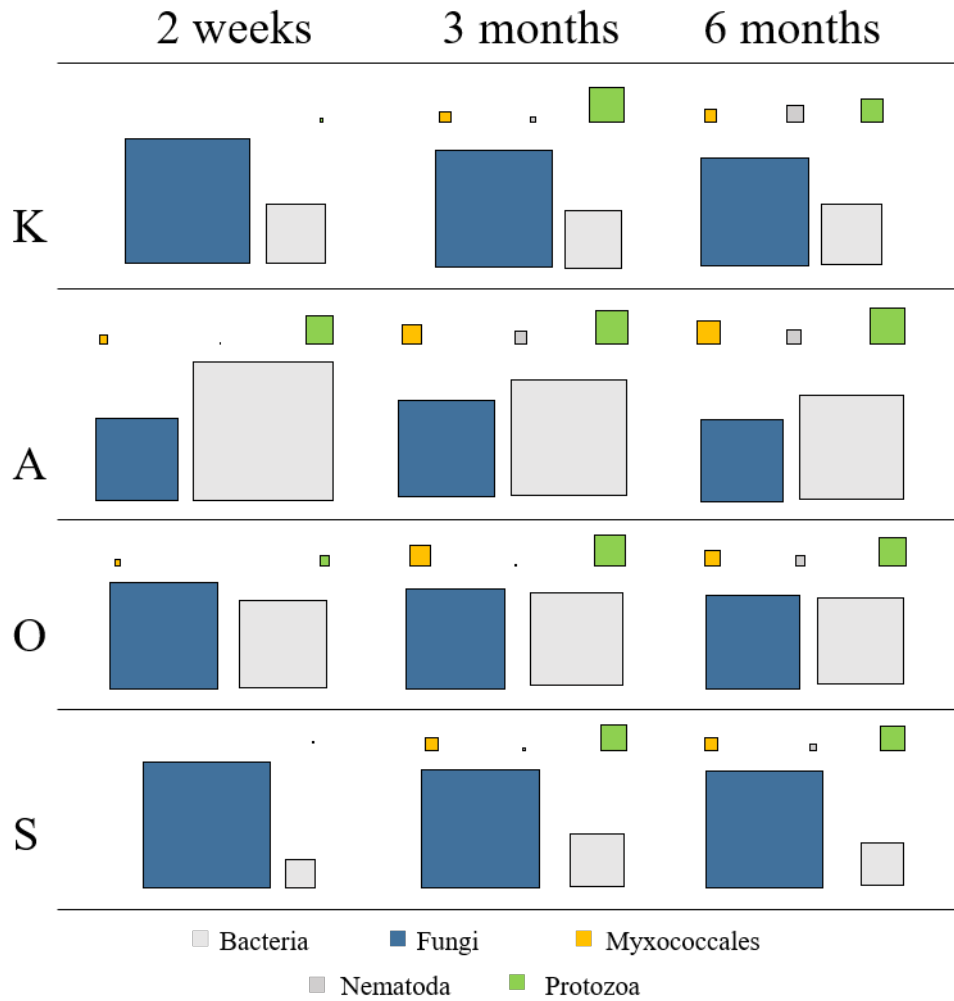 2 weeks 3 months 6 months
K
A
O
S
Bacteria Fungi Myxococcales
Nematoda Protozoa